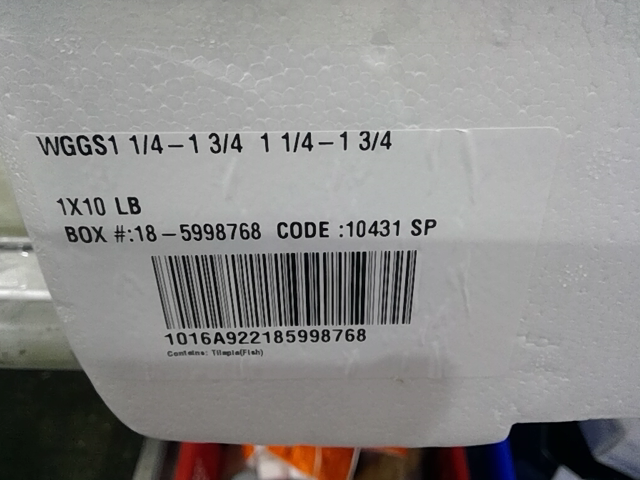 WGGS1 1/4-1 3/4 1 1/4-1 3/4
1X10 LB
BOX #:18-5998768 CODE :10431 SP
1016A922185998768
Contains: Tilapia(Fish)